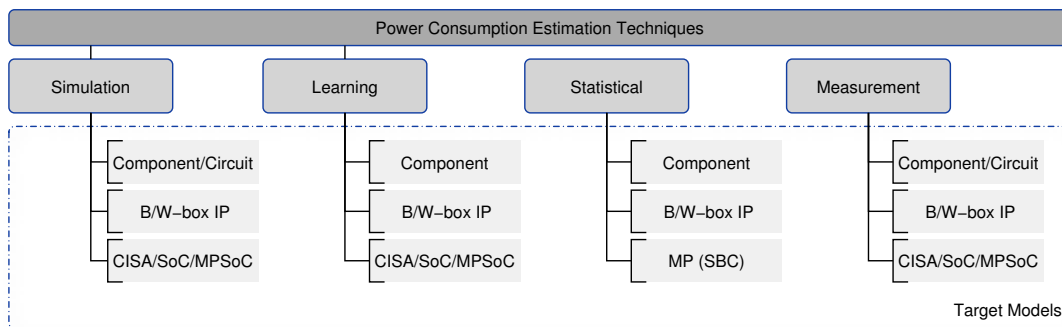 Power Consumption Estimation Techniques
Simulation
Learning
Statistical
Measurement
Component/Circuit
Component
Component
Component/Circuit
B/W−box IP
B/W−box IP
B/W−box IP
B/W−box IP
CISA/SoC/MPSoC
CISA/SoC/MPSoC
MP (SBC)
CISA/SoC/MPSoC
Target Models